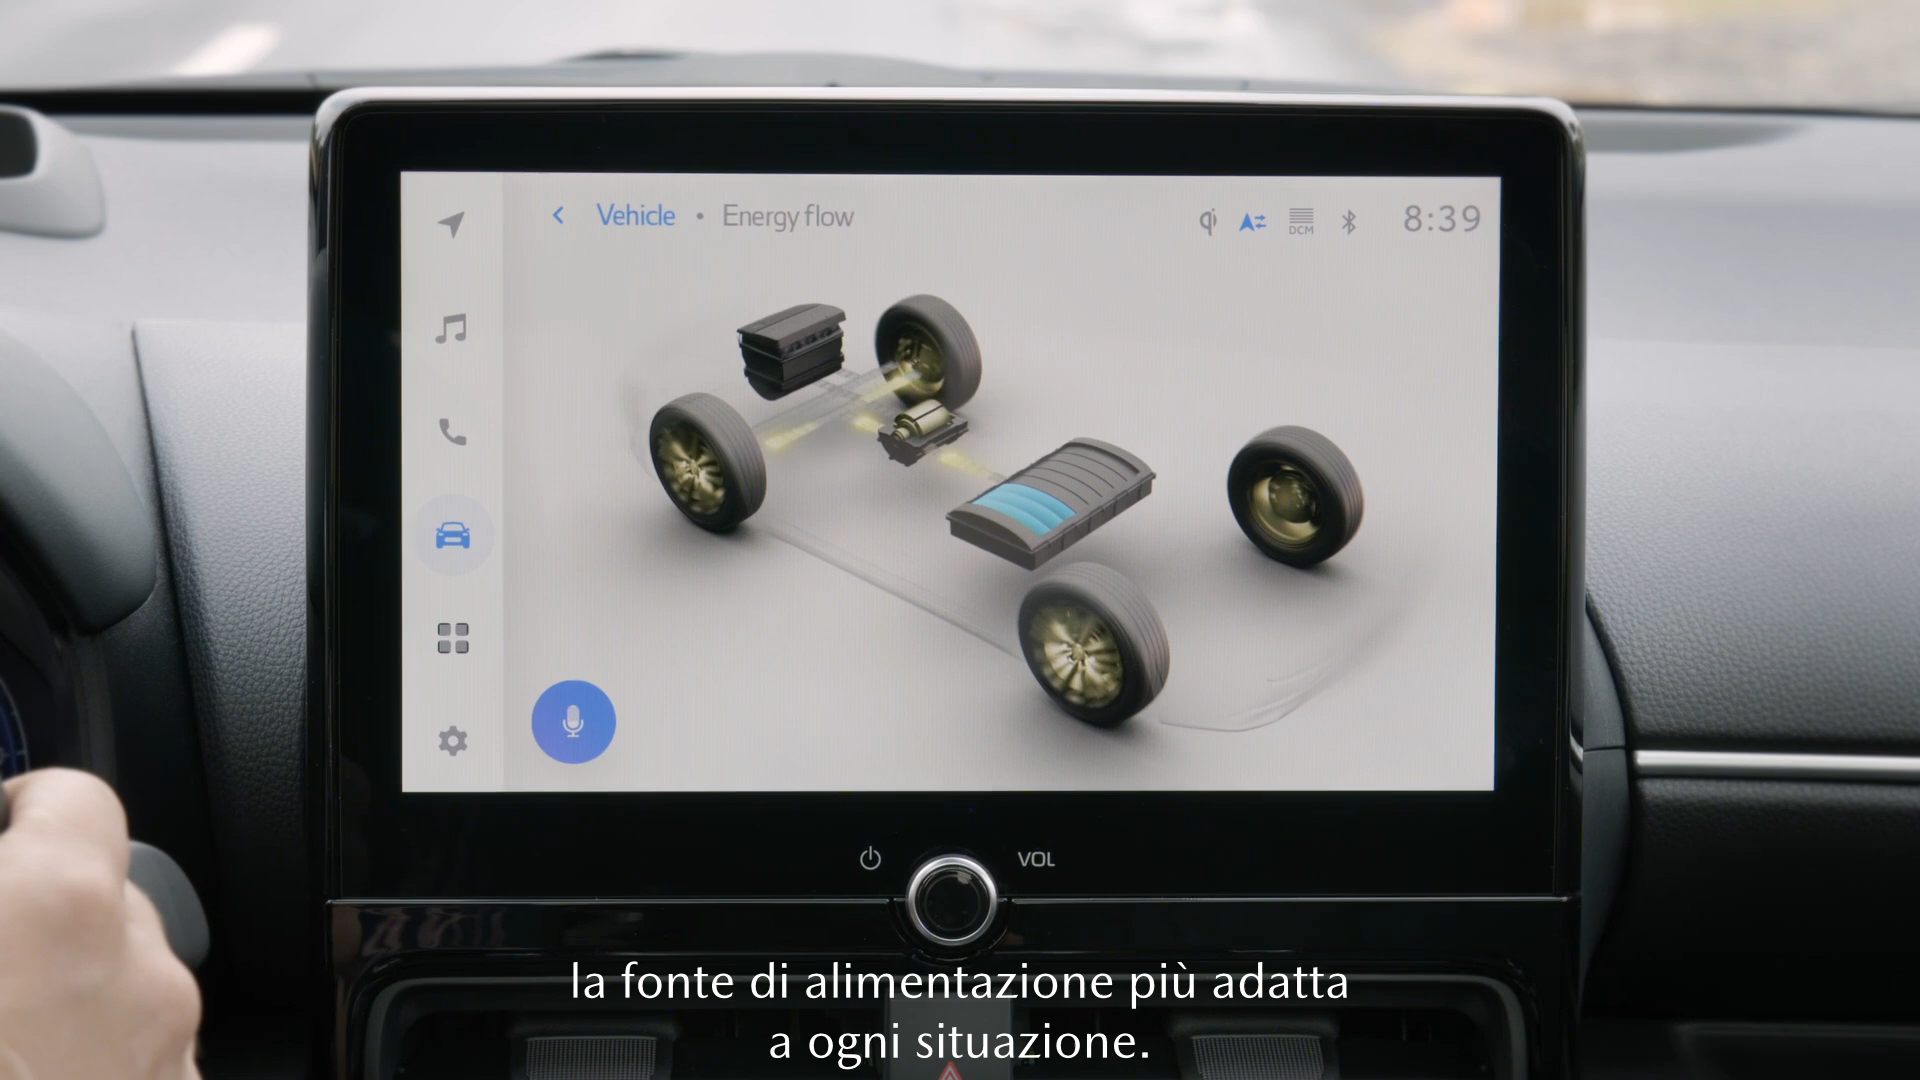 Vehicle • Energy flow
DCM
8:39
VOL
la fonte di alimentazione più adatta
a ogni situazione.